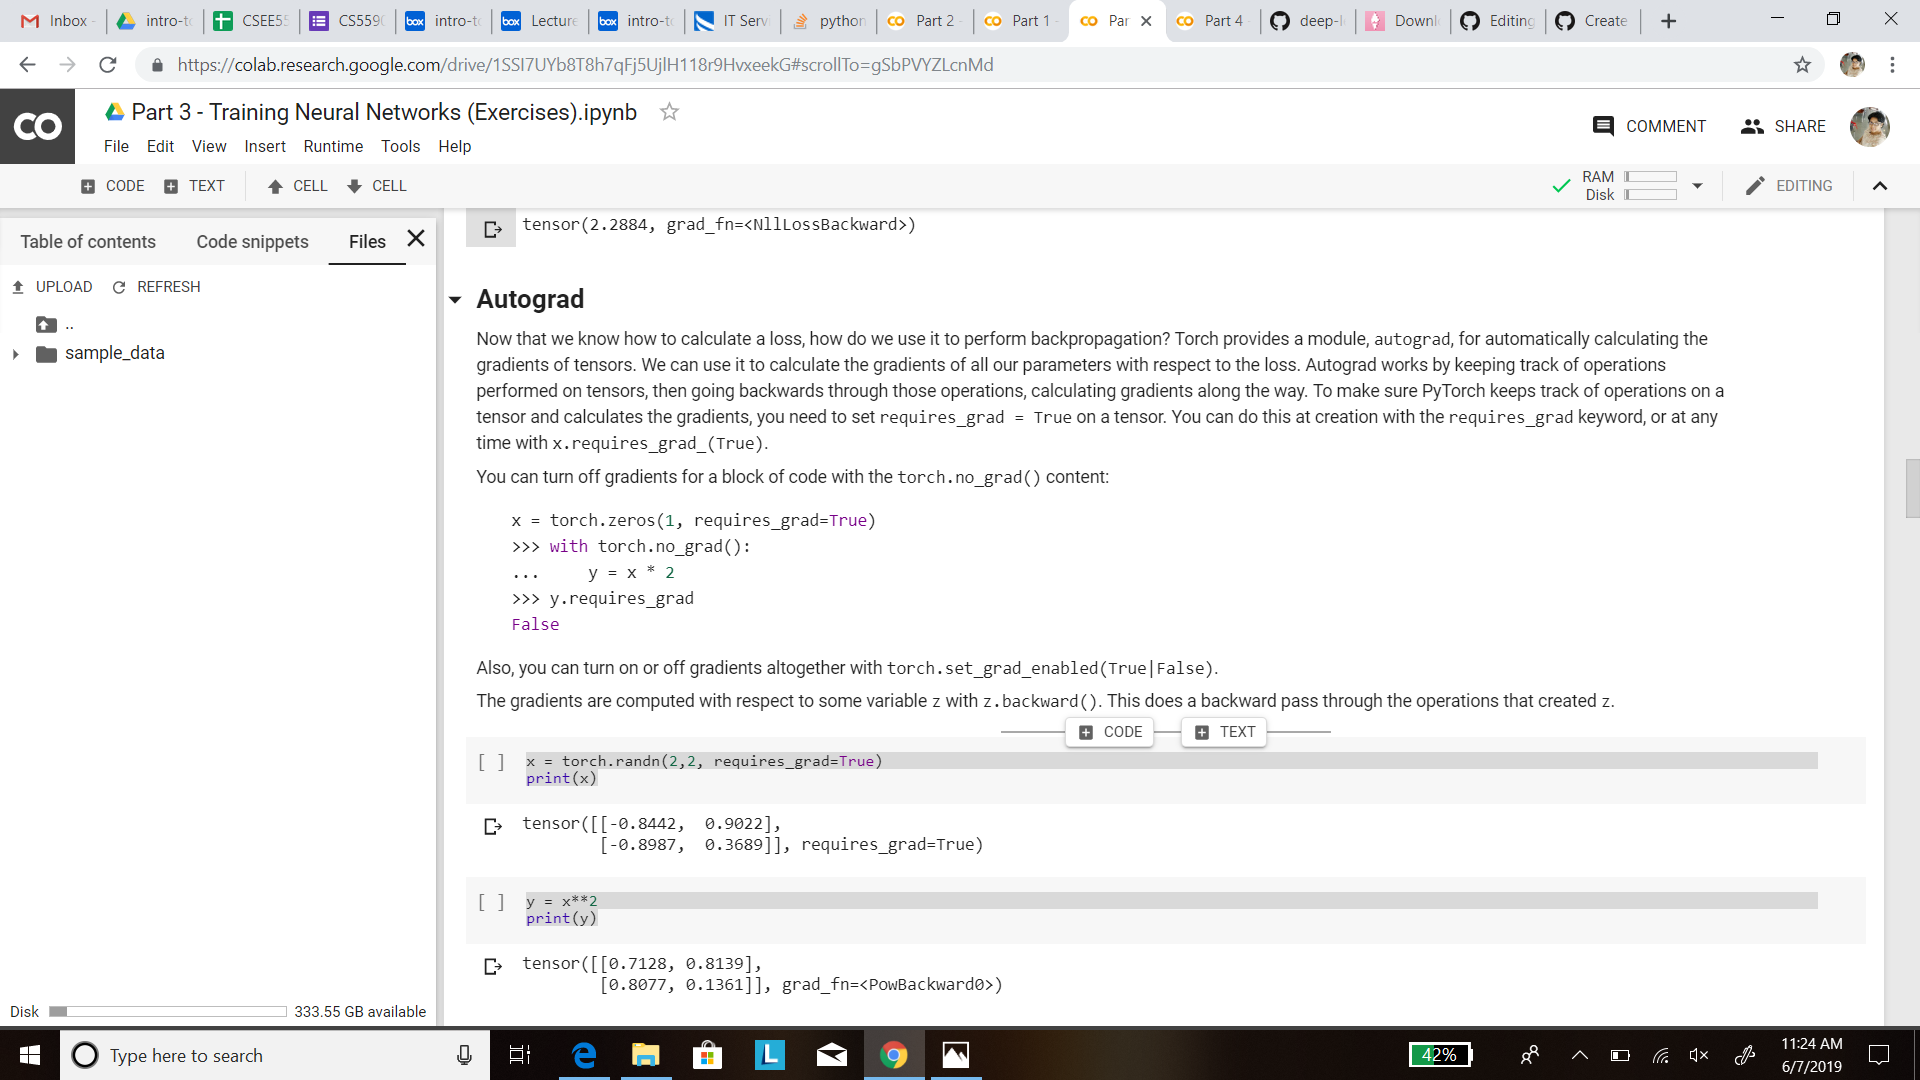 Inbox - intro-to CSEE55 CS5590 intro-to Lecture intro-to IT Servi python Part 2 - Part 1 - Par Part 4 - deep-le Downl Editing Create
https://colab.research.google.com/drive/1SSI7UYb8T8h7qFj5UjlH118r9HvxeekG#scrollTo=gSbPVYZLcnMd
CO Part 3 - Training Neural Networks (Exercises).ipynb
COMMENT SHARE
File Edit View Insert Runtime Tools Help
CODE TEXT CELL CELL RAM Disk EDITING
Table of contents Code snippets Files
UPLOAD REFRESH
..
sample_data
Disk 333.55 GB available
tensor(2.2884, grad_fn=<NllLossBackward>)
Autograd
Now that we know how to calculate a loss, how do we use it to perform backpropagation? Torch provides a module, autograd, for automatically calculating the
gradients of tensors. We can use it to calculate the gradients of all our parameters with respect to the loss. Autograd works by keeping track of operations
performed on tensors, then going backwards through those operations, calculating gradients along the way. To make sure PyTorch keeps track of operations on a
tensor and calculates the gradients, you need to set requires_grad = True on a tensor. You can do this at creation with the requires_grad keyword, or at any
time with x.requires_grad_(True).
You can turn off gradients for a block of code with the torch.no_grad() content:
x = torch.zeros(1, requires_grad=True)
>>> with torch.no_grad():
...     y = x * 2
>>> y.requires_grad
False
Also, you can turn on or off gradients altogether with torch.set_grad_enabled(True|False).
The gradients are computed with respect to some variable z with z.backward(). This does a backward pass through the operations that created z.
CODE TEXT
[ ] x = torch.randn(2,2, requires_grad=True)
print(x)
tensor([[-0.8442,  0.9022],
[-0.8987,  0.3689]], requires_grad=True)
[ ] y = x**2
print(y)
tensor([[0.7128, 0.8139],
[0.8077, 0.1361]], grad_fn=<PowBackward0>)
Type here to search
L
42%
11:24 AM
6/7/2019